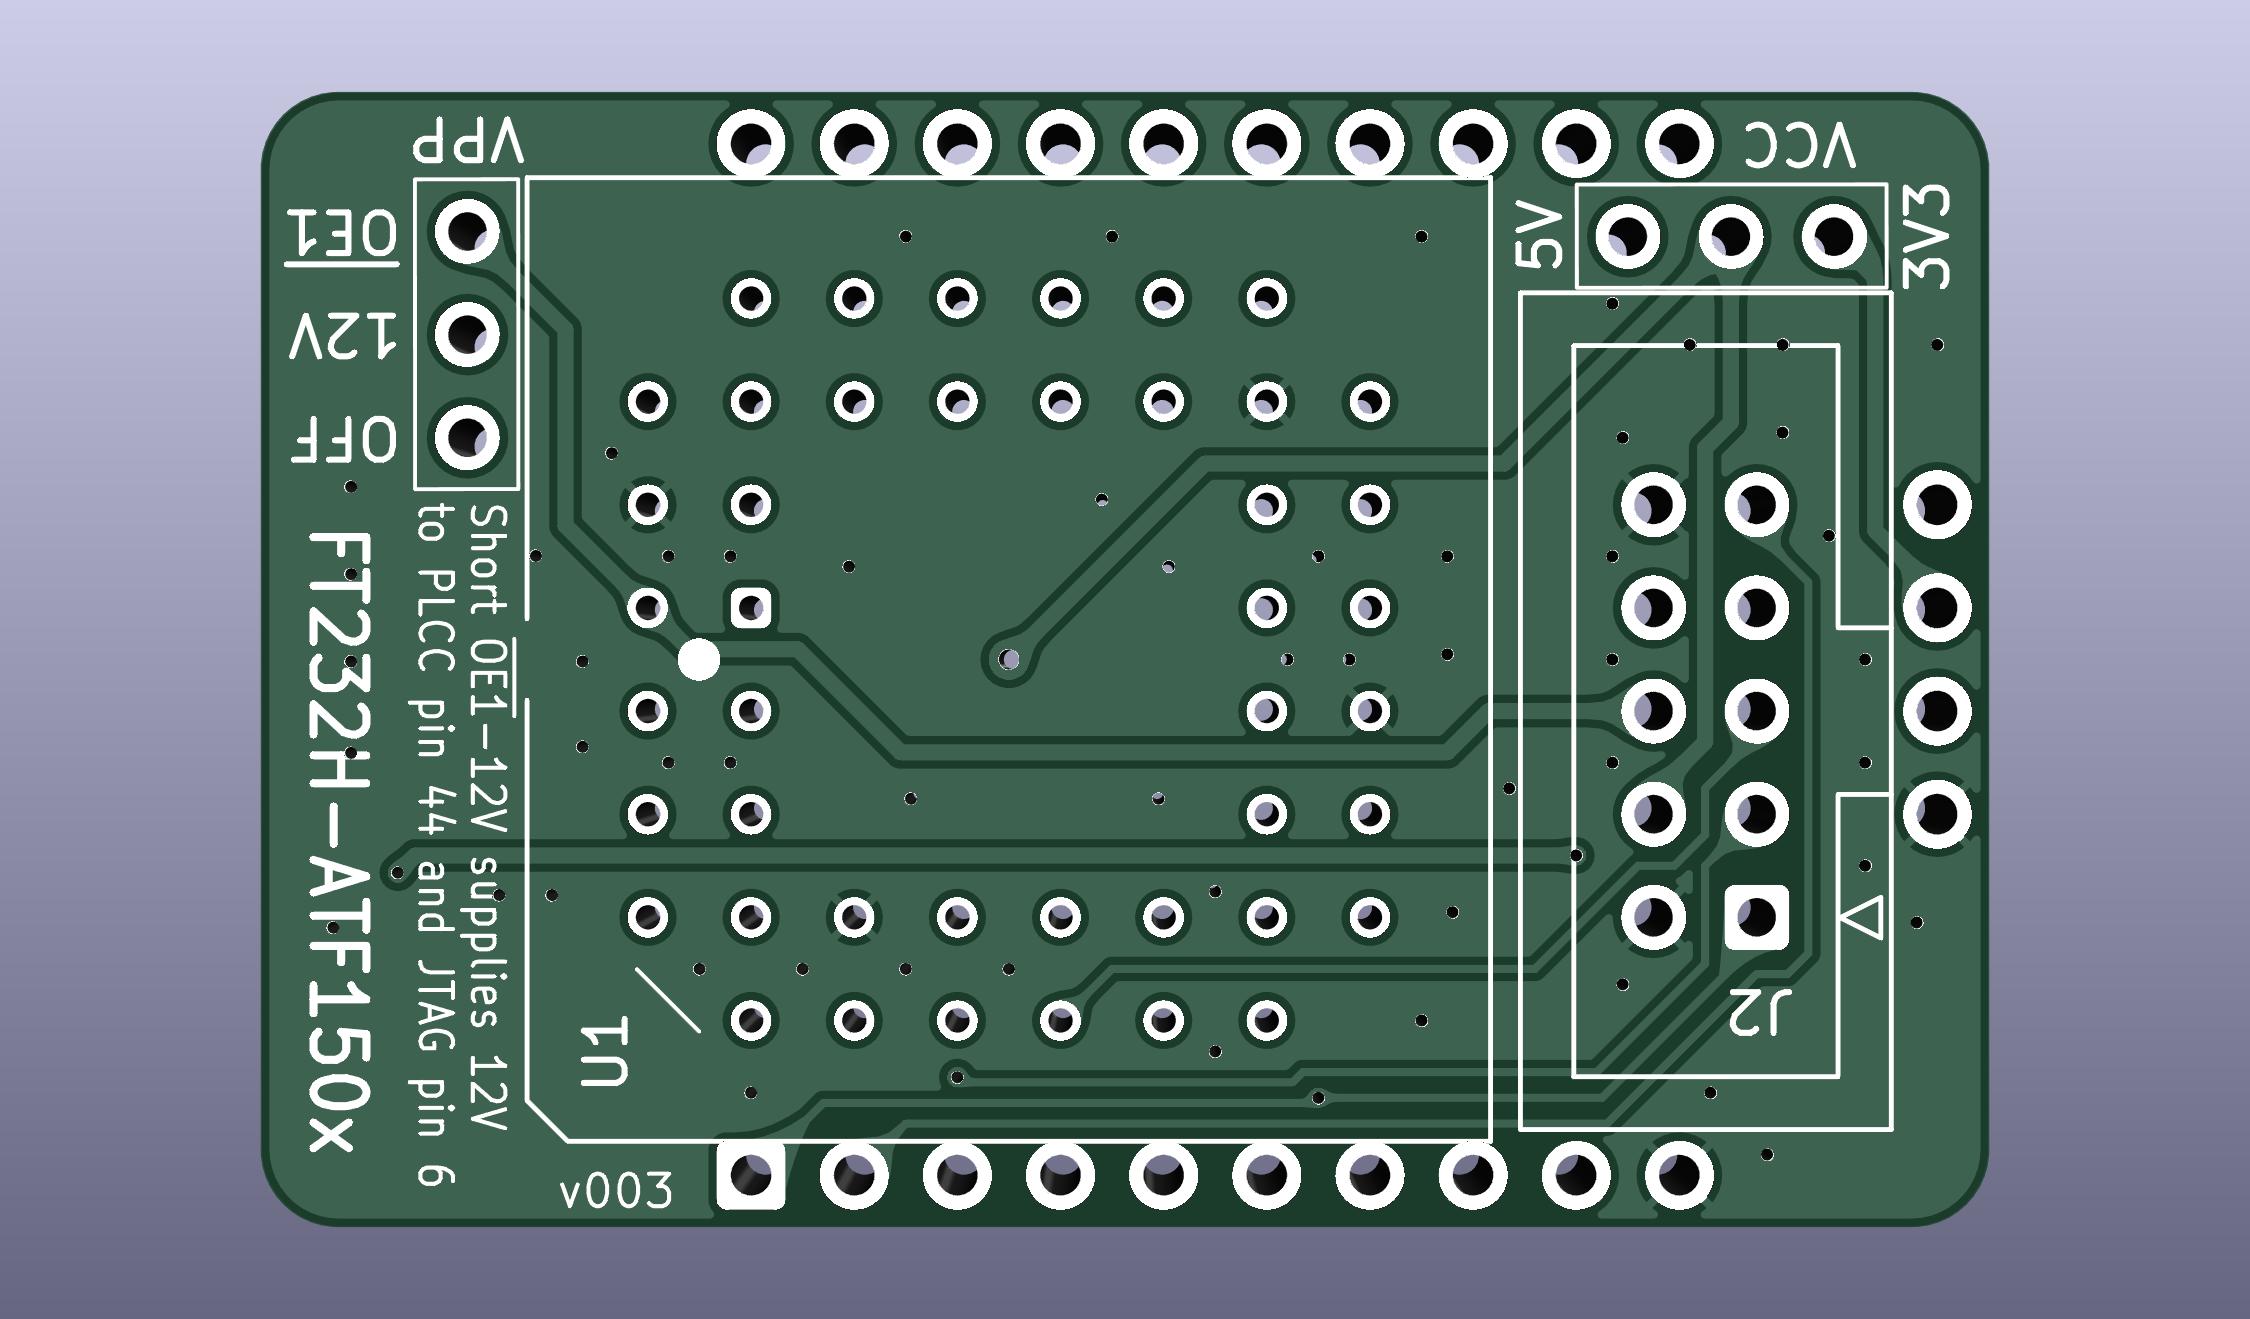 VPP
OE1
12V
OFF
VCC
5V
3V3
FT232H-ATF150x
Short OE1-12V supplies 12V
to PLCC pin 44 and JTAG pin 6
U1
J2
v003